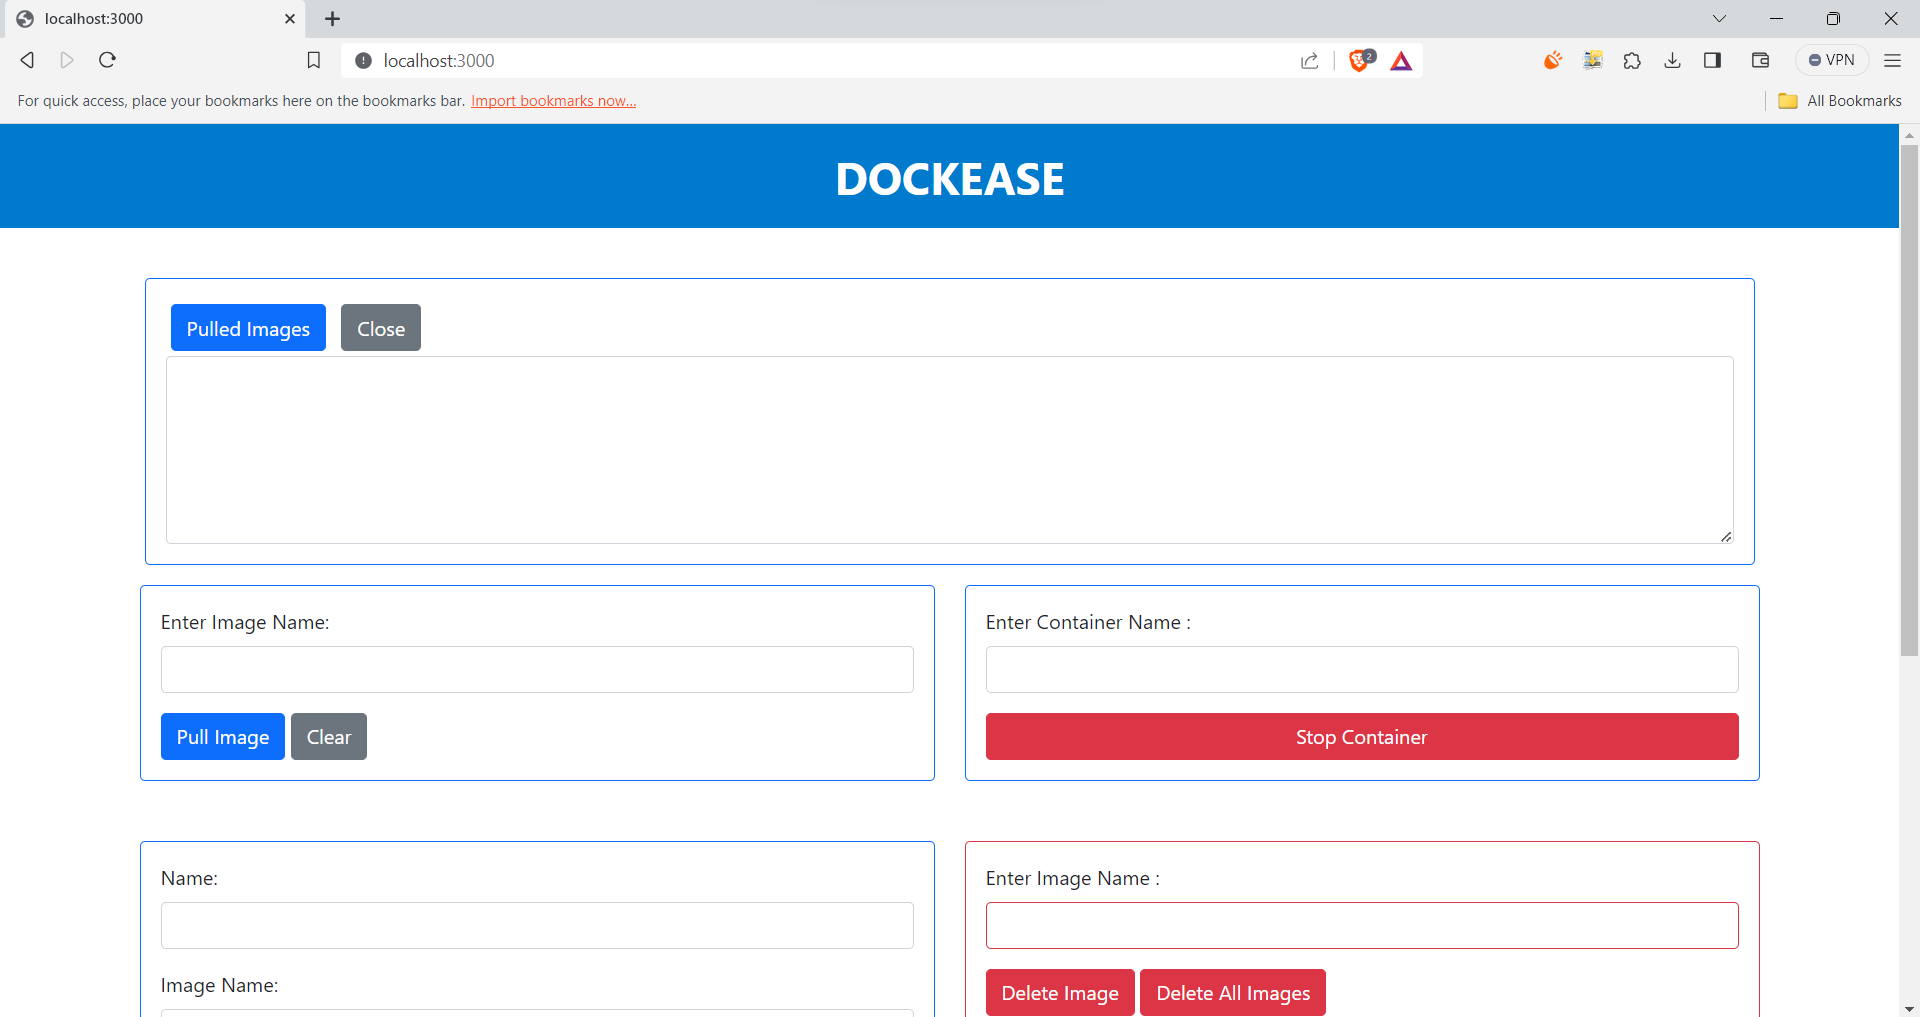 localhost:3000
localhost:3000
2
VPN
For quick access, place your bookmarks here on the bookmarks bar. Import bookmarks now...
All Bookmarks
DOCKEASE
Pulled Images
Close
Enter Image Name:
Pull Image
Clear
Enter Container Name :
Stop Container
Name:
Image Name:
Enter Image Name :
Delete Image
Delete All Images